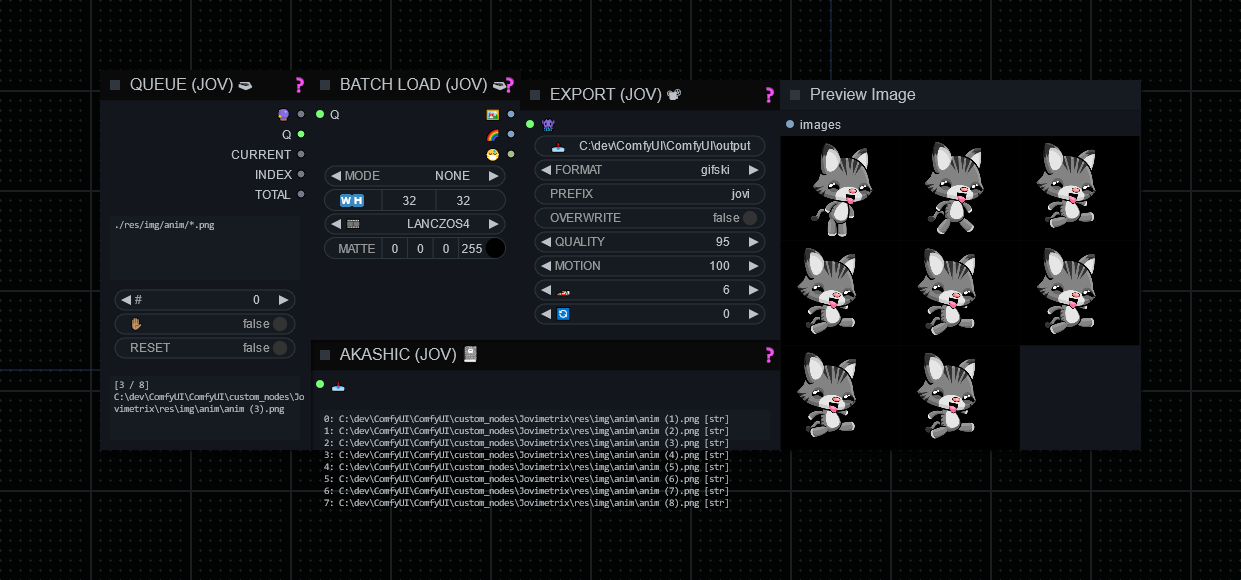 QUEUE (JOV)
Q
CURRENT
INDEX
TOTAL
./res/img/anim/*.png
# 0
false
RESET false
[3 / 8]
C:\dev\ComfyUI\ComfyUI\custom_nodes\Jo
vimetrix\res\img\anim\anim (3).png
BATCH LOAD (JOV)
Q
MODE NONE
WH 32 32
LANCZOS4
MATTE 0 0 0 255
EXPORT (JOV)
C:\dev\ComfyUI\ComfyUI\output
FORMAT gifski
PREFIX jovi
OVERWRITE false
QUALITY 95
MOTION 100
6
0
AKASHIC (JOV)
0: C:\dev\ComfyUI\ComfyUI\custom_nodes\Jovimetrix\res\img\anim\anim (1).png [str]
1: C:\dev\ComfyUI\ComfyUI\custom_nodes\Jovimetrix\res\img\anim\anim (2).png [str]
2: C:\dev\ComfyUI\ComfyUI\custom_nodes\Jovimetrix\res\img\anim\anim (3).png [str]
3: C:\dev\ComfyUI\ComfyUI\custom_nodes\Jovimetrix\res\img\anim\anim (4).png [str]
4: C:\dev\ComfyUI\ComfyUI\custom_nodes\Jovimetrix\res\img\anim\anim (5).png [str]
5: C:\dev\ComfyUI\ComfyUI\custom_nodes\Jovimetrix\res\img\anim\anim (6).png [str]
6: C:\dev\ComfyUI\ComfyUI\custom_nodes\Jovimetrix\res\img\anim\anim (7).png [str]
7: C:\dev\ComfyUI\ComfyUI\custom_nodes\Jovimetrix\res\img\anim\anim (8).png [str]
Preview Image
images